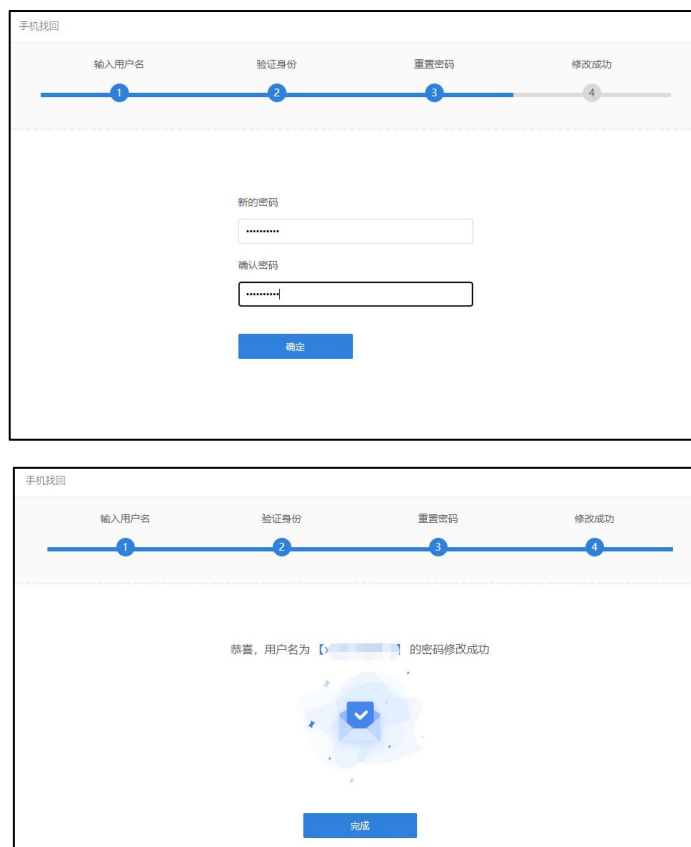 手机找回
输入用户名 验证身份 重置密码 修改成功
1 2 3 4
新的密码
••••••••••
确认密码
••••••••••
确定
手机找回
输入用户名 验证身份 重置密码 修改成功
1 2 3 4
恭喜，用户名为【 】的密码修改成功
完成